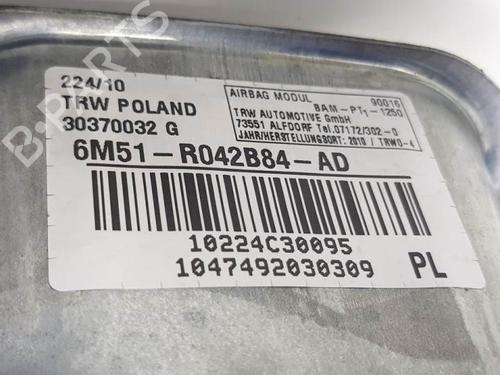 B-PARTS
224/10
TRW POLAND
30370032 G
AIRBAG MODUL 90016
BAM-PT1-1250
TRW AUTOMOTIVE GmbH
73551 ALFDORF Tel.07172/302-0
JAHR/HERSTELLUNGSORT: 2010 / TRWO-4
6M51-R042B84-AD
10224C30095
1047492030309
PL